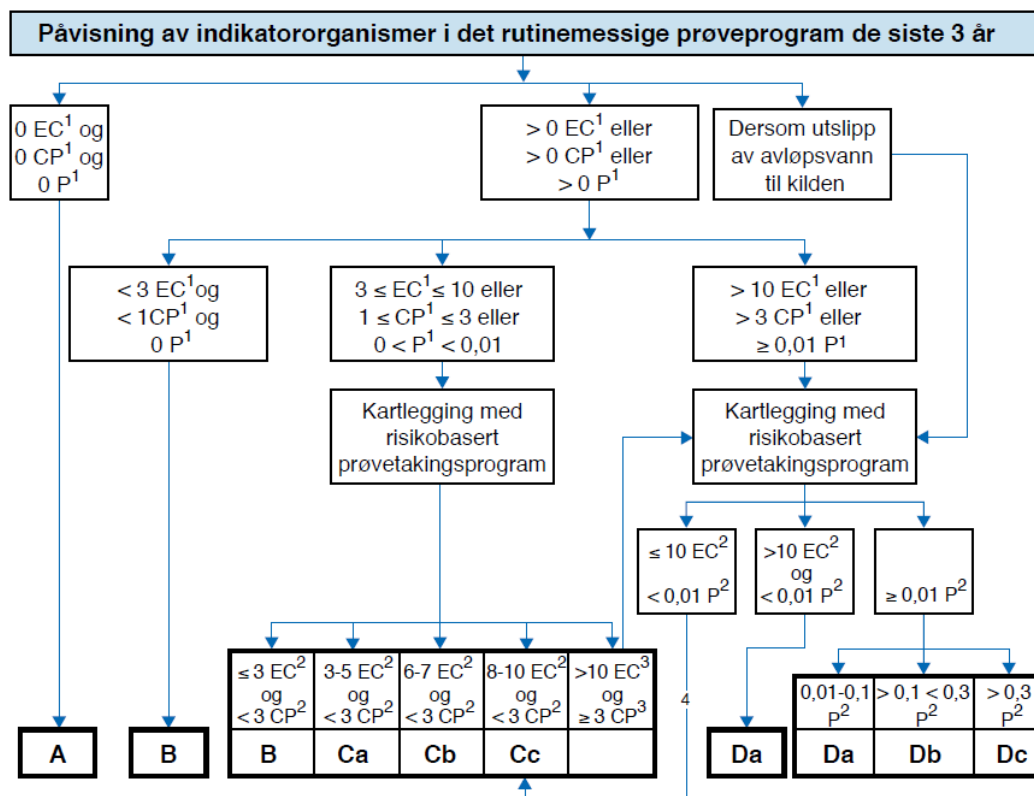 Påvisning av indikatororganismer i det rutinemessige prøveprogram de siste 3 år
0 EC¹ og
0 CP¹ og
0 P¹
> 0 EC¹ eller
> 0 CP¹ eller
> 0 P¹
Dersom utslipp
av avløpsvann
til kilden
< 3 EC¹og
< 1CP¹ og
0 P¹
3 ≤ EC¹ ≤ 10 eller
1 ≤ CP¹ ≤ 3 eller
0 < P¹ < 0,01
> 10 EC¹ eller
> 3 CP¹ eller
≥ 0,01 P¹
Kartlegging med
risikobasert
prøvetakingsprogram
Kartlegging med
risikobasert
prøvetakingsprogram
≤ 10 EC²
< 0,01 P²
>10 EC²
og
< 0,01 P²
≥ 0,01 P²
≤ 3 EC²
og
< 3 CP²
3-5 EC²
og
< 3 CP²
6-7 EC²
og
< 3 CP²
8-10 EC²
og
< 3 CP²
>10 EC³
og
≥ 3 CP³
4
0,01-0,1
P²
> 0,1 < 0,3
P²
> 0,3
P²
A
B
B
Ca
Cb
Cc
Da
Da
Db
Dc